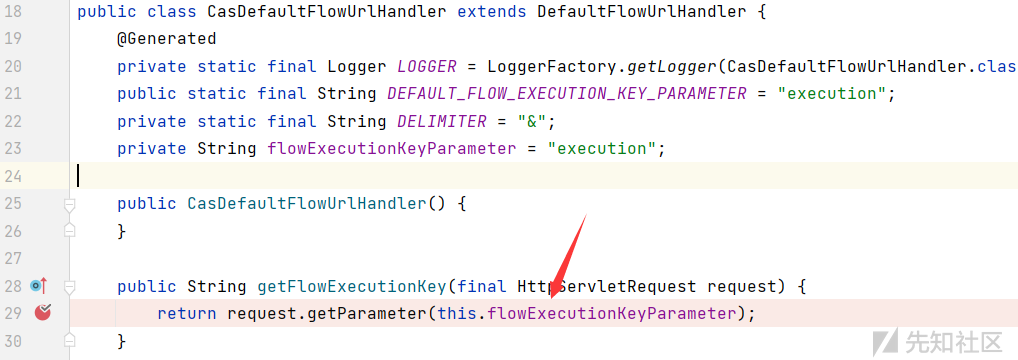 18 public class CasDefaultFlowUrlHandler extends DefaultFlowUrlHandler {
19 @Generated
20 private static final Logger LOGGER = LoggerFactory.getLogger(CasDefaultFlowUrlHandler.clas
21 public static final String DEFAULT_FLOW_EXECUTION_KEY_PARAMETER = "execution";
22 private static final String DELIMITER = "&";
23 private String flowExecutionKeyParameter = "execution";
24
25 public CasDefaultFlowUrlHandler() {
26 }
27
28 public String getFlowExecutionKey(final HttpServletRequest request) {
29 return request.getParameter(this.flowExecutionKeyParameter);
30 }
先知社区